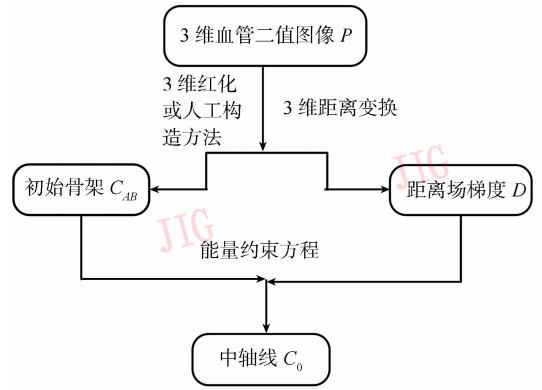 3 维血管二值图像 P
3 维红化
或人工构
造方法
3 维距离变换
初始骨架 C_AB
距离场梯度 D
JIG
JIG
能量约束方程
中轴线 C_0